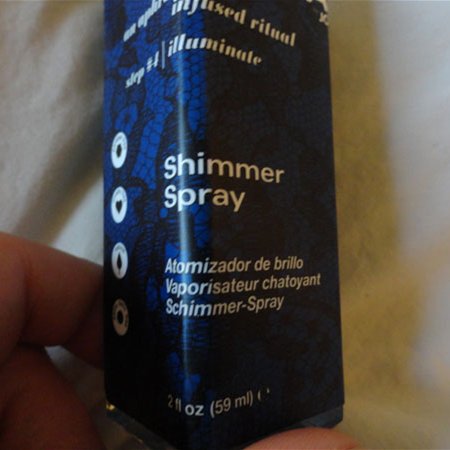 infused ritual
step #4 | illuminate
Shimmer
Spray
Atomizador de brillo
Vaporisateur chatoyant
Schimmer-Spray
2 fl oz (59 ml)